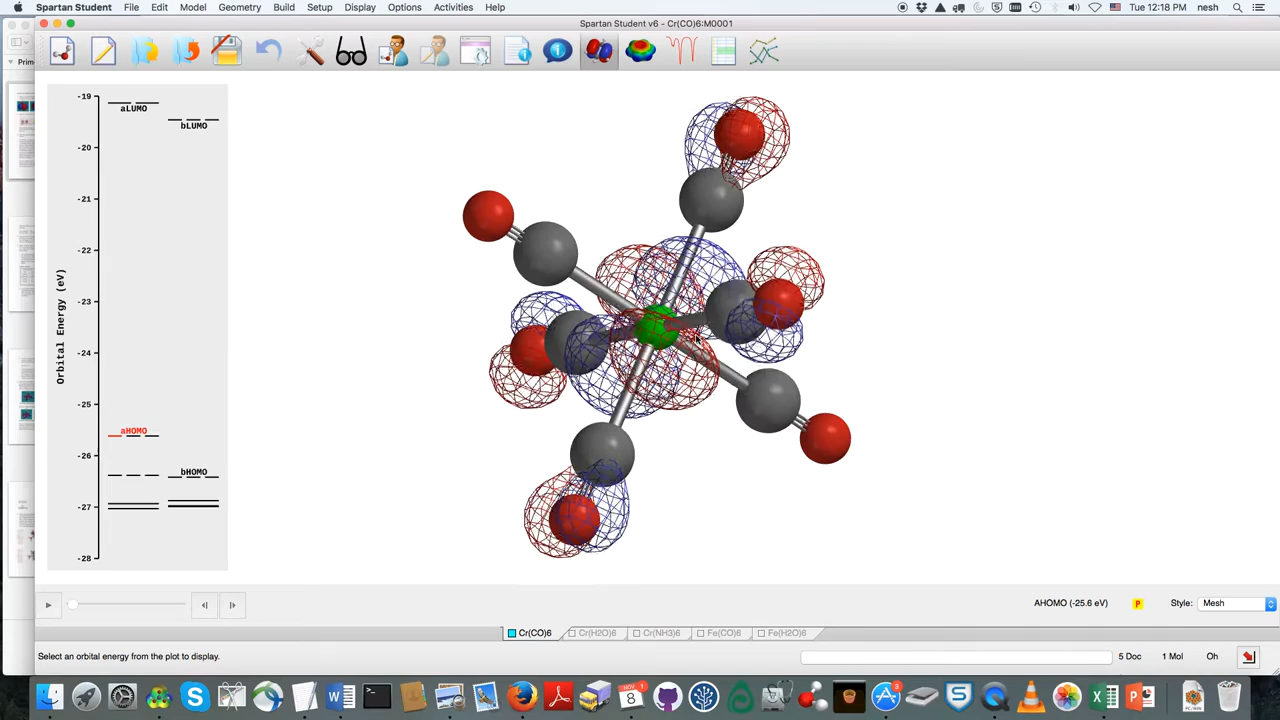 Spartan Student File Edit Model Geometry Build Setup Display Options Activities Help Tue 12:18 PM nesh
Spartan Student v6 - Cr(CO)6:M0001
Prim
-19
aLUMO
bLUMO
-20
-21
-22
-23
Orbital Energy (eV)
-24
-25
aHOMO
-26
bHOMO
-27
-28
AHOMO (-25.6 eV) P Style: Mesh
Cr(CO)6 Cr(H2O)6 Cr(NH3)6 Fe(CO)6 Fe(H2O)6
Select an orbital energy from the plot to display. 5 Doc 1 Mol Oh
NOV
8
3